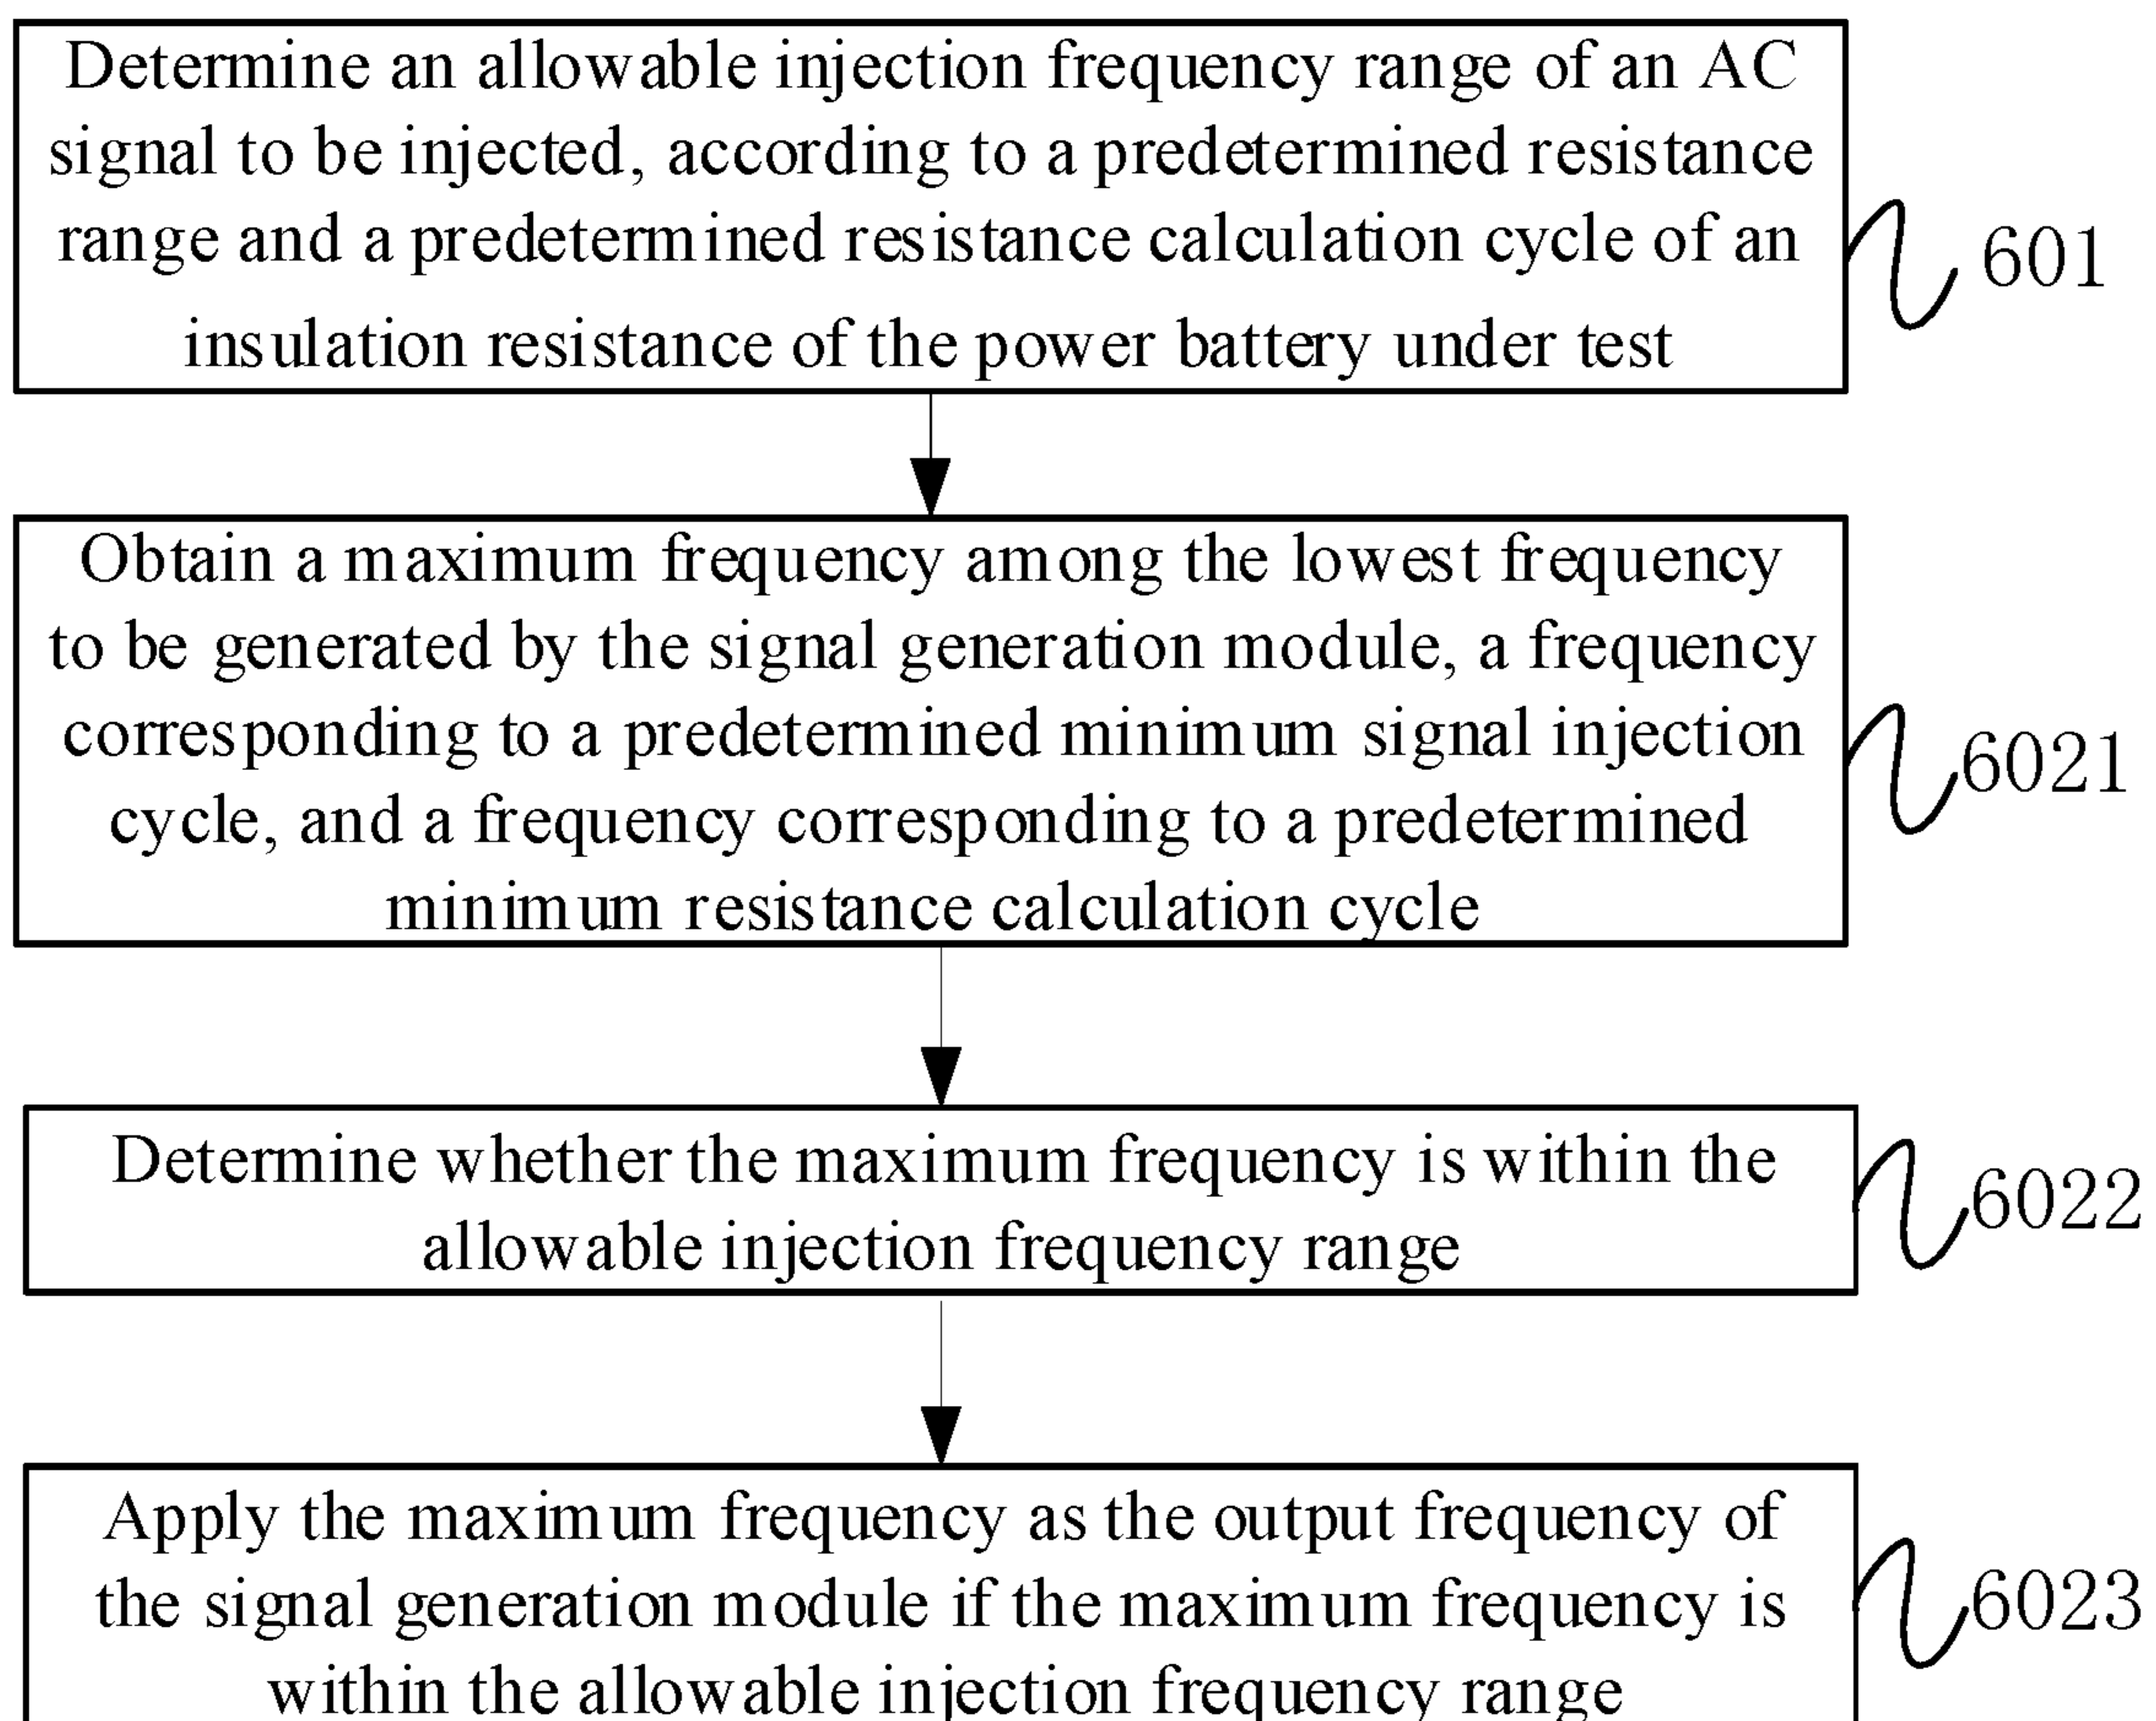 Determine an allowable injection frequency range of an AC
signal to be injected, according to a predetermined resistance
range and a predetermined resistance calculation cycle of an
insulation resistance of the power battery under test
601
Obtain a maximum frequency among the lowest frequency
to be generated by the signal generation module, a frequency
corresponding to a predetermined minimum signal injection
cycle, and a frequency corresponding to a predetermined
minimum resistance calculation cycle
6021
Determine whether the maximum frequency is within the
allowable injection frequency range
6022
Apply the maximum frequency as the output frequency of
the signal generation module if the maximum frequency is
within the allowable injection frequency range
6023